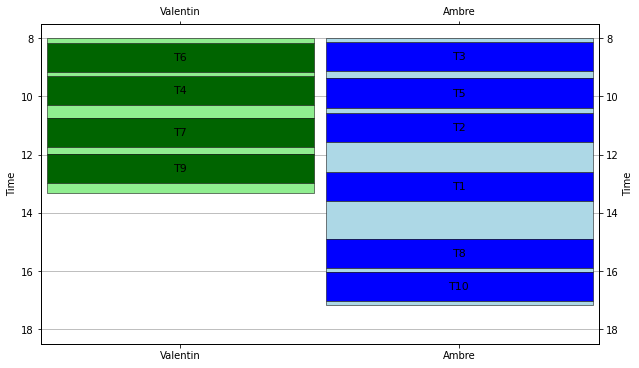 Valentin Ambre
8 8
T3
T6
T4
T5
10 10
T2
T7
12 12
T9
T1
Time Time
14 14
T8
16 16
T10
18 18
Valentin Ambre